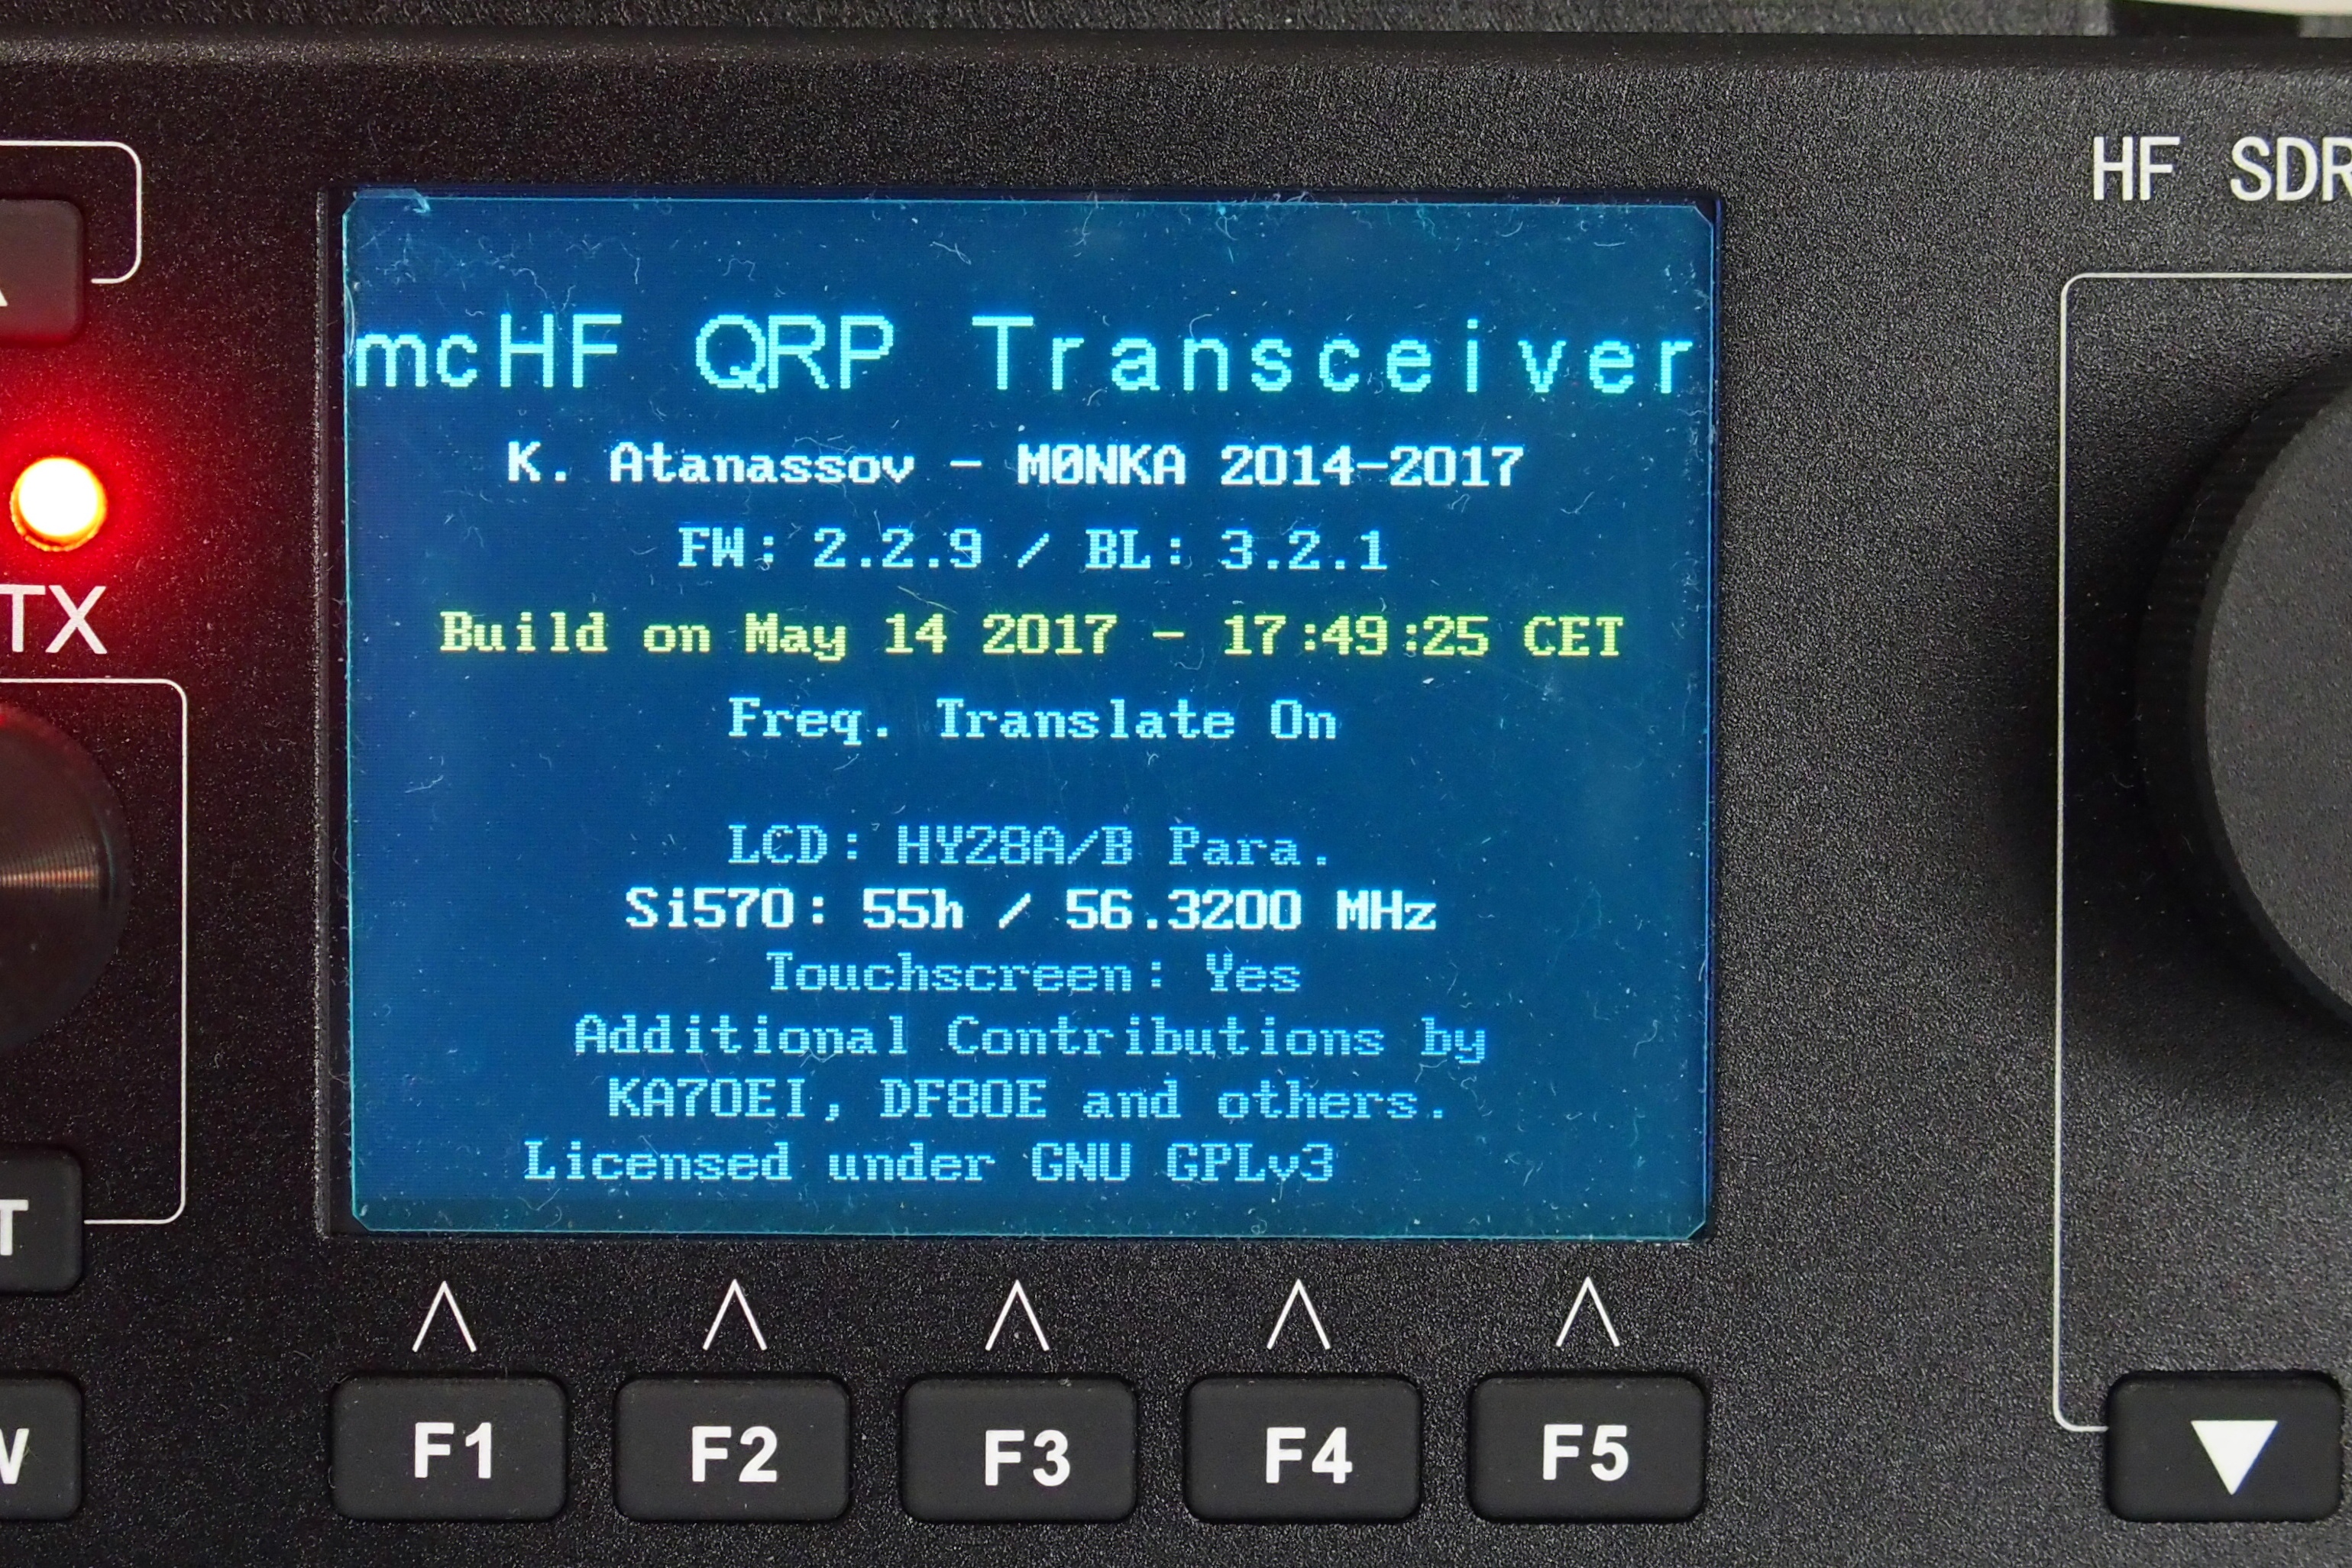 HF SDR
mcHF QRP Transceiver
K. Atanassov - M0NKA 2014-2017
FW: 2.2.9 / BL: 3.2.1
Build on May 14 2017 - 17:49:25 CET
Freq. Translate On
LCD: HY28A/B Para.
Si570: 55h / 56.3200 MHz
Touchscreen: Yes
Additional Contributions by
KA7OEI, DF8OE and others.
Licensed under GNU GPLv3
TX
F1 F2 F3 F4 F5